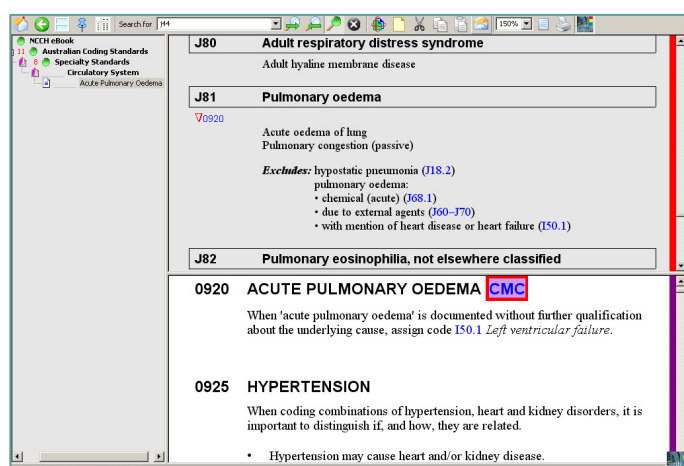 Search for j44
150%
NCCH eBook
11 Australian Coding Standards
8 Specialty Standards
Circulatory System
Acute Pulmonary Oedema
J80 Adult respiratory distress syndrome
Adult hyaline membrane disease
J81 Pulmonary oedema
∇0920
Acute oedema of lung
Pulmonary congestion (passive)
Excludes: hypostatic pneumonia (J18.2)
pulmonary oedema:
• chemical (acute) (J68.1)
• due to external agents (J60–J70)
• with mention of heart disease or heart failure (I50.1)
J82 Pulmonary eosinophilia, not elsewhere classified
0920 ACUTE PULMONARY OEDEMA CMC
When 'acute pulmonary oedema' is documented without further qualification
about the underlying cause, assign code I50.1 Left ventricular failure.
0925 HYPERTENSION
When coding combinations of hypertension, heart and kidney disorders, it is
important to distinguish if, and how, they are related.
• Hypertension may cause heart and/or kidney disease.